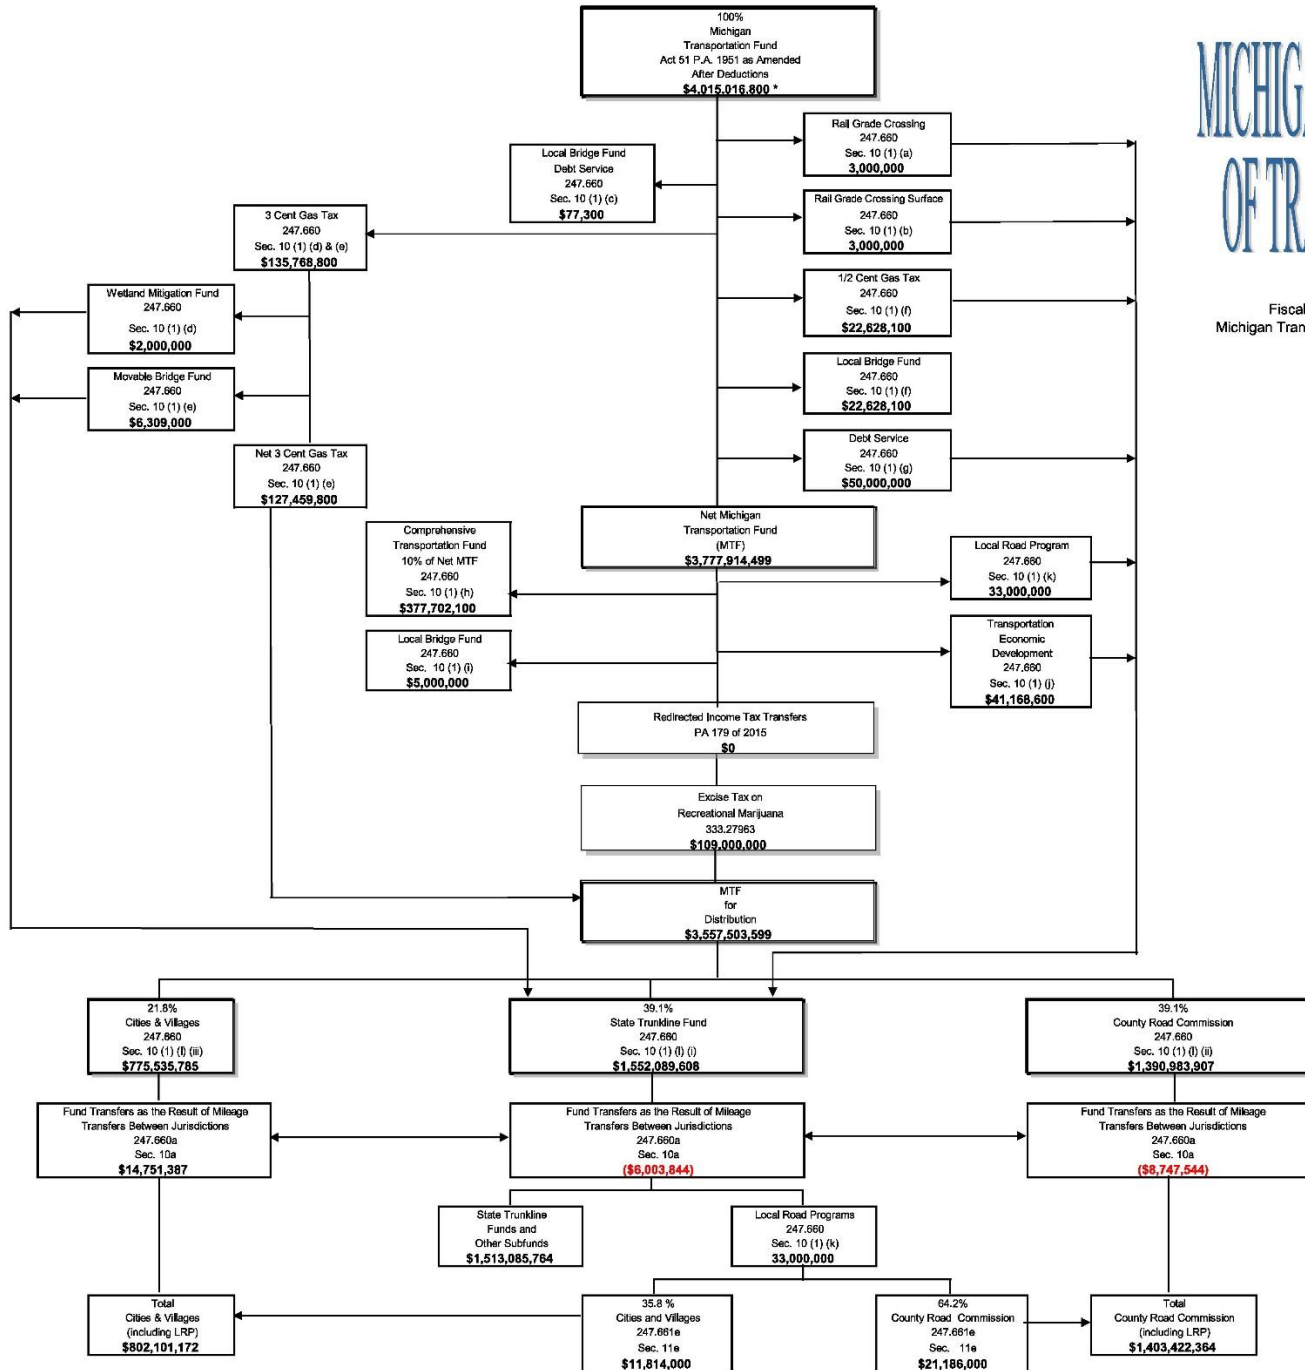 100%
Michigan
Transportation Fund
Act 51 P.A. 1951 as Amended
After Deductions
$4,015,016,800 *
MICHIGA
OF TRA
Fiscal
Michigan Tran
Rail Grade Crossing
247.660
Sec. 10 (1) (a)
3,000,000
Local Bridge Fund
Debt Service
247.660
Sec. 10 (1) (c)
$77,300
Rail Grade Crossing Surface
247.660
Sec. 10 (1) (b)
3,000,000
3 Cent Gas Tax
247.660
Sec. 10 (1) (d) & (e)
$135,768,800
1/2 Cent Gas Tax
247.660
Sec. 10 (1) (f)
$22,628,100
Wetland Mitigation Fund
247.660
Sec. 10 (1) (d)
$2,000,000
Local Bridge Fund
247.660
Sec. 10 (1) (f)
$22,628,100
Movable Bridge Fund
247.660
Sec. 10 (1) (e)
$6,309,000
Debt Service
247.660
Sec. 10 (1) (g)
$50,000,000
Net 3 Cent Gas Tax
247.660
Sec. 10 (1) (e)
$127,459,800
Net Michigan
Transportation Fund
(MTF)
$3,777,914,499
Comprehensive
Transportation Fund
10% of Net MTF
247.660
Sec. 10 (1) (h)
$377,702,100
Local Road Program
247.660
Sec. 10 (1) (k)
33,000,000
Local Bridge Fund
247.660
Sec. 10 (1) (i)
$5,000,000
Transportation
Economic
Development
247,660
Sec. 10 (1) (j)
$41,168,600
Redirected Income Tax Transfers
PA 179 of 2015
$0
Excise Tax on
Recreational Marijuana
333.27963
$109,000,000
MTF
for
Distribution
$3,557,503,599
21.8%
Cities & Villages
247.660
Sec. 10 (1) (l) (iii)
$775,535,785
39.1%
State Trunkline Fund
247.660
Sec. 10 (1) (l) (i)
$1,552,089,608
39.1%
County Road Commission
247.660
Sec. 10 (1) (l) (ii)
$1,390,983,907
Fund Transfers as the Result of Mileage
Transfers Between Jurisdictions
247.660a
Sec. 10a
$14,751,387
Fund Transfers as the Result of Mileage
Transfers Between Jurisdictions
247.660a
Sec. 10a
($6,003,844)
Fund Transfers as the Result of Mileage
Transfers Between Jurisdictions
247.660a
Sec. 10a
($8,747,544)
State Trunkline
Funds and
Other Subfunds
$1,513,085,764
Local Road Programs
247.660
Sec. 10 (1) (k)
33,000,000
Total
Cities & Villages
(including LRP)
$802,101,172
35.8 %
Cities and Villages
247.661e
Sec. 11e
$11,814,000
64.2%
County Road Commission
247.661e
Sec. 11e
$21,186,000
Total
County Road Commission
(including LRP)
$1,403,422,364